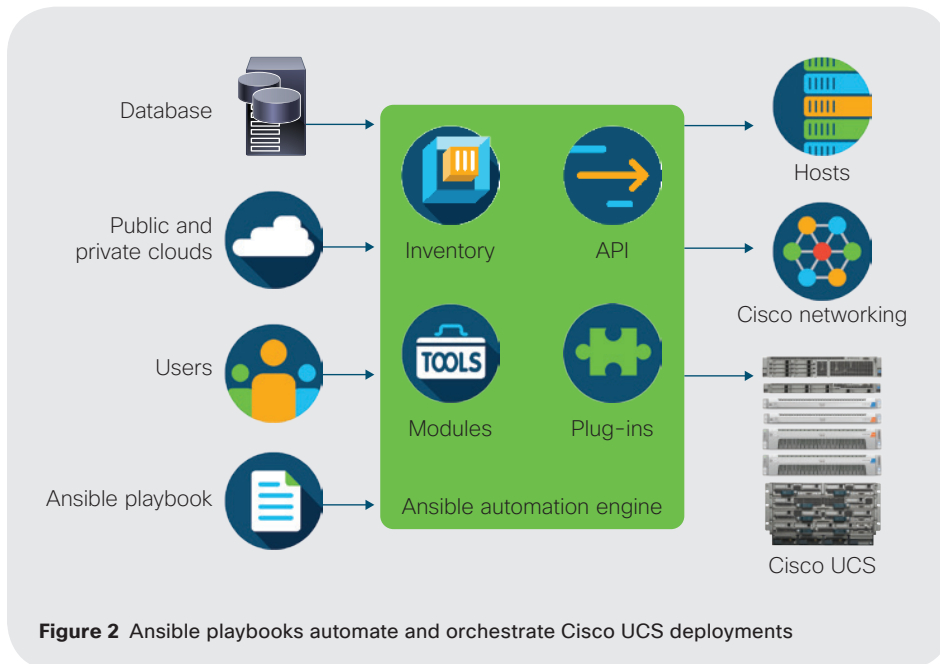 Database
Public and
private clouds
Users
Ansible playbook
Inventory
API
TOOLS
Modules
Plug-ins
Ansible automation engine
Hosts
Cisco networking
Cisco UCS
Figure 2 Ansible playbooks automate and orchestrate Cisco UCS deployments